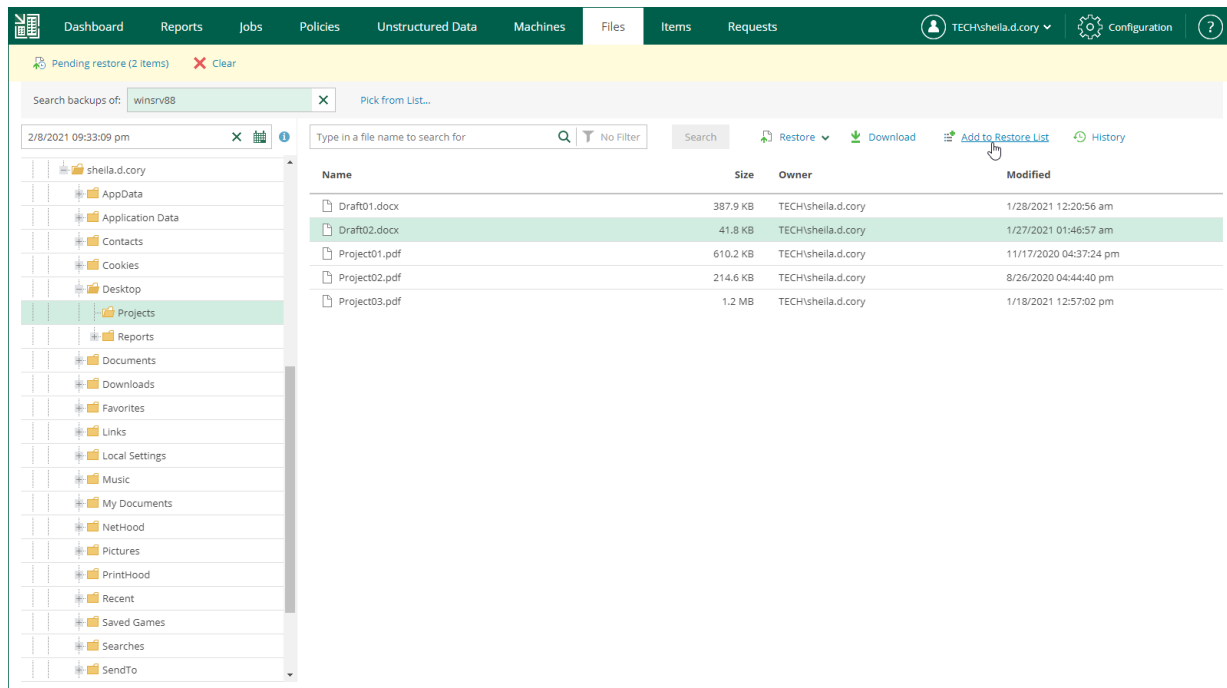 Dashboard Reports Jobs Policies Unstructured Data Machines Files Items Requests TECH\sheila.d.cory Configuration ?
Pending restore (2 items) Clear
Search backups of: winsrv88 Pick from List...
2/8/2021 09:33:09 pm Type in a file name to search for No Filter Search Restore Download Add to Restore List History
sheila.d.cory
AppData
Application Data
Contacts
Cookies
Desktop
Projects
Reports
Documents
Downloads
Favorites
Links
Local Settings
Music
My Documents
NetHood
Pictures
PrintHood
Recent
Saved Games
Searches
SendTo
Name Size Owner Modified
Draft01.docx 387.9 KB TECH\sheila.d.cory 1/28/2021 12:20:56 am
Draft02.docx 41.8 KB TECH\sheila.d.cory 1/27/2021 01:46:57 am
Project01.pdf 610.2 KB TECH\sheila.d.cory 11/17/2020 04:37:24 pm
Project02.pdf 214.6 KB TECH\sheila.d.cory 8/26/2020 04:44:40 pm
Project03.pdf 1.2 MB TECH\sheila.d.cory 1/18/2021 12:57:02 pm